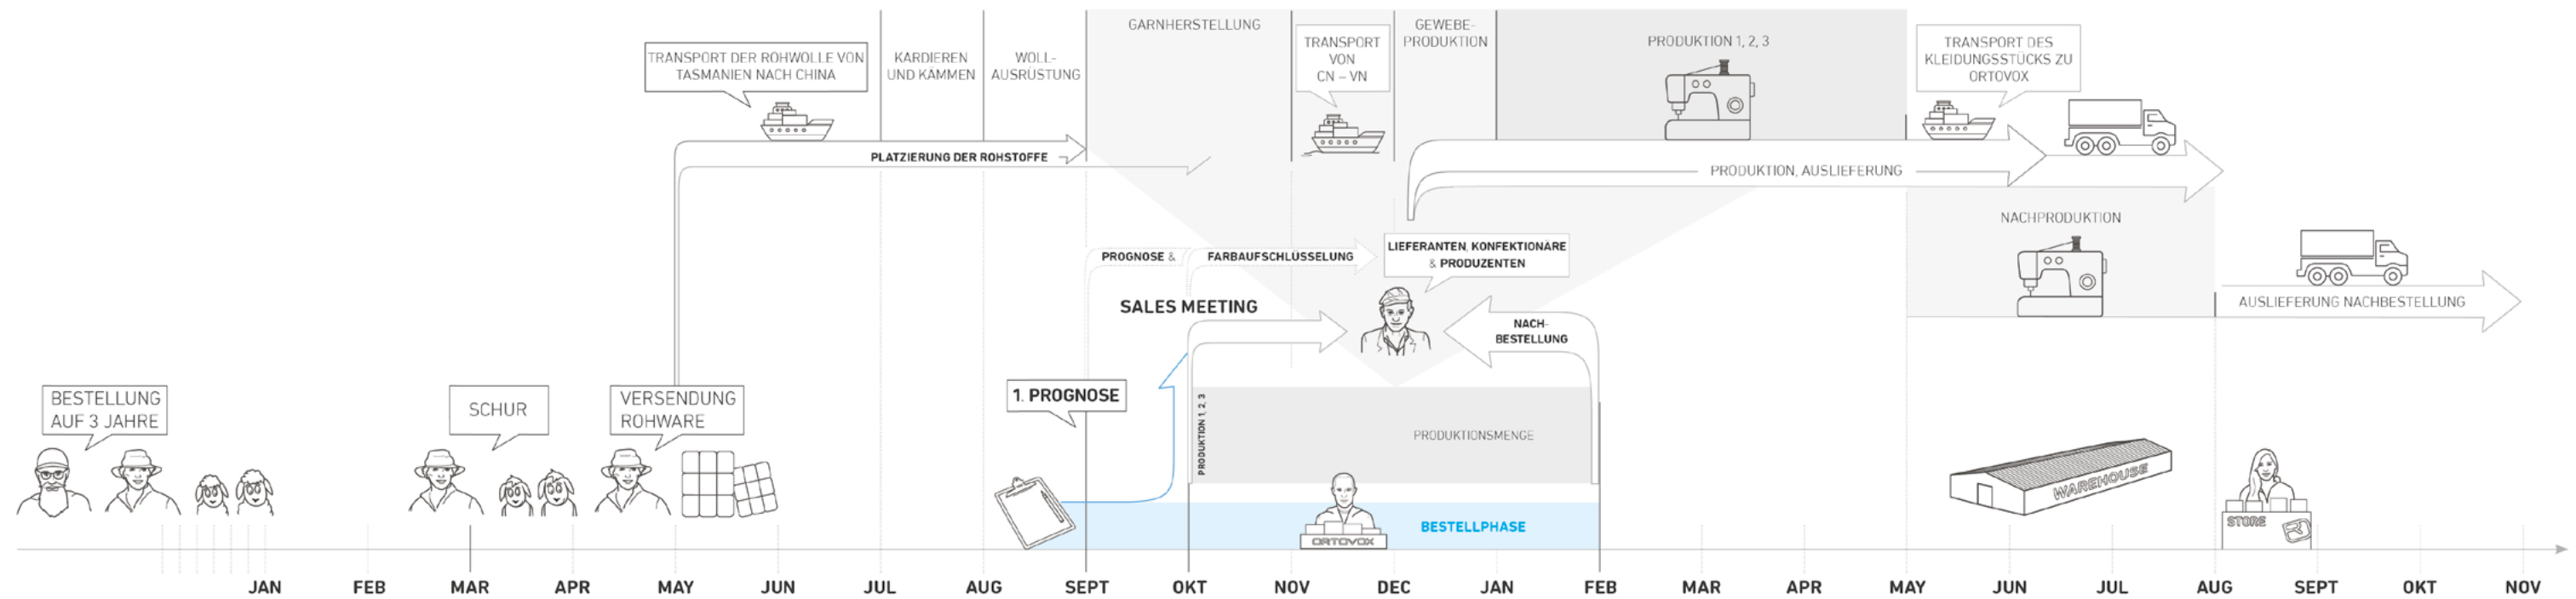 TRANSPORT DER ROHWOLLE VON
TASMANIEN NACH CHINA
KARDIEREN
UND KÄMMEN
WOLL-
AUSRÜSTUNG
GARNHERSTELLUNG
TRANSPORT
VON
CN – VN
GEWEBE-
PRODUKTION
PRODUKTION 1, 2, 3
TRANSPORT DES
KLEIDUNGSSTÜCKS ZU
ORTOVOX
PLATZIERUNG DER ROHSTOFFE
PRODUKTION, AUSLIEFERUNG
NACHPRODUKTION
PROGNOSE &
FARBAUFSCHLÜSSELUNG
LIEFERANTEN, KONFEKTIONÄRE
& PRODUZENTEN
SALES MEETING
NACH-
BESTELLUNG
AUSLIEFERUNG NACHBESTELLUNG
BESTELLUNG
AUF 3 JAHRE
SCHUR
VERSENDUNG
ROHWARE
1. PROGNOSE
PRODUKTION 1, 2, 3
PRODUKTIONSMENGE
WAREHOUSE
ORTOVOX
BESTELLPHASE
STORE
JAN FEB MAR APR MAY JUN JUL AUG SEPT OKT NOV DEC JAN FEB MAR APR MAY JUN JUL AUG SEPT OKT NOV